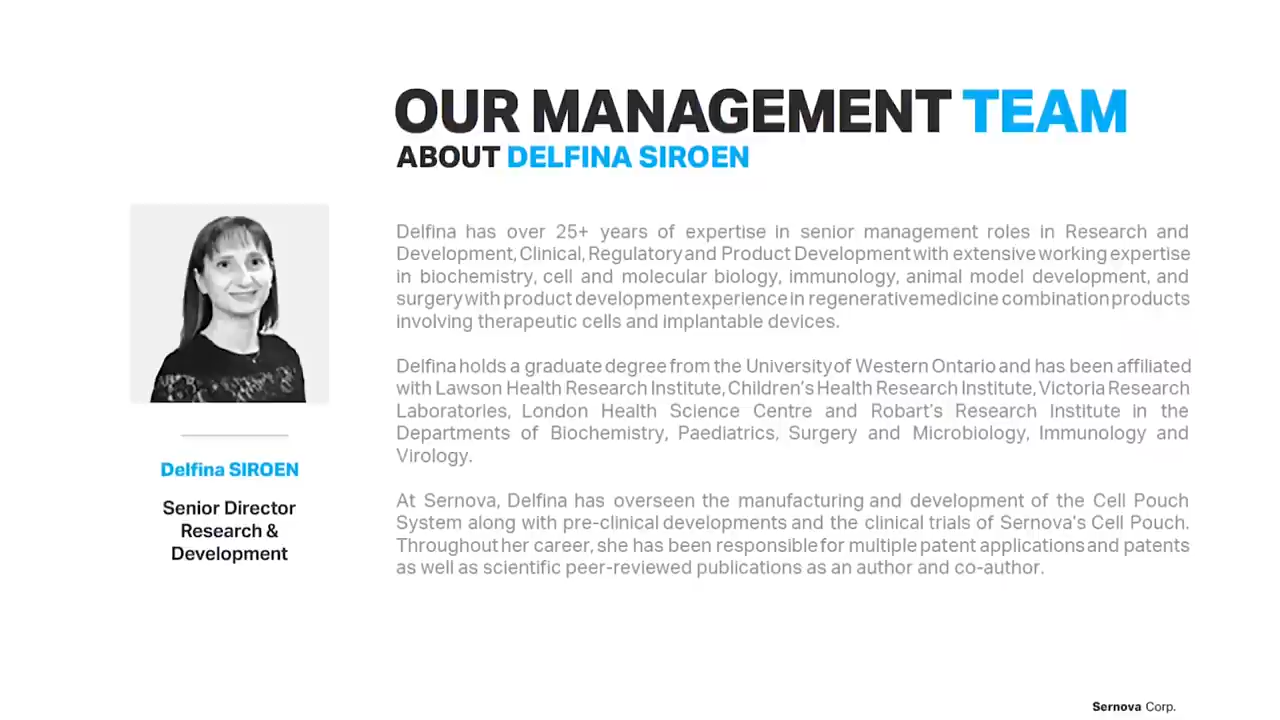 OUR MANAGEMENT TEAM
ABOUT DELFINA SIROEN
Delfina has over 25+ years of expertise in senior management roles in Research and
Development, Clinical, Regulatory and Product Development with extensive working expertise
in biochemistry, cell and molecular biology, immunology, animal model development, and
surgery with product development experience in regenerative medicine combination products
involving therapeutic cells and implantable devices.
Delfina holds a graduate degree from the University of Western Ontario and has been affiliated
with Lawson Health Research Institute, Children's Health Research Institute, Victoria Research
Laboratories, London Health Science Centre and Robart's Research Institute in the
Departments of Biochemistry, Paediatrics, Surgery and Microbiology, Immunology and
Virology.
At Sernova, Delfina has overseen the manufacturing and development of the Cell Pouch
System along with pre-clinical developments and the clinical trials of Sernova's Cell Pouch.
Throughout her career, she has been responsible for multiple patent applications and patents
as well as scientific peer-reviewed publications as an author and co-author.
Delfina SIROEN
Senior Director
Research &
Development
Sernova Corp.